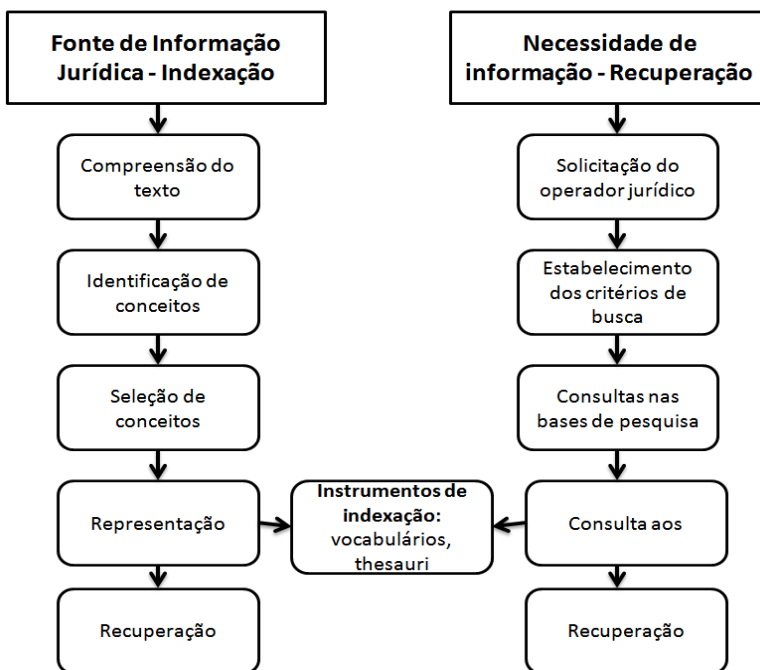 Fonte de Informação
Jurídica - Indexação
Compreensão do
texto
Identificação de
conceitos
Seleção de
conceitos
Representação
Recuperação
Instrumentos de
indexação:
vocabulários,
thesauri
Necessidade de
informação - Recuperação
Solicitação do
operador jurídico
Estabelecimento
dos critérios de
busca
Consultas nas
bases de pesquisa
Consulta aos
Recuperação